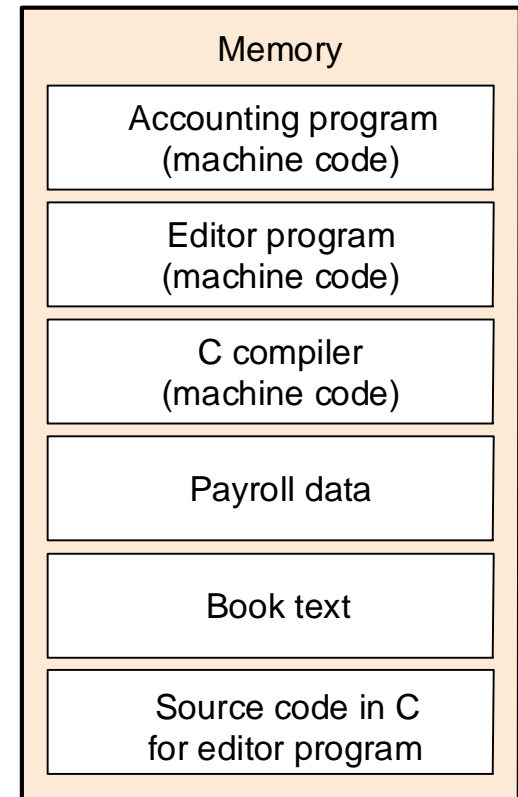 Memory
Accounting program
(machine code)
Editor program
(machine code)
C compiler
(machine code)
Payroll data
Book text
Source code in C
for editor program